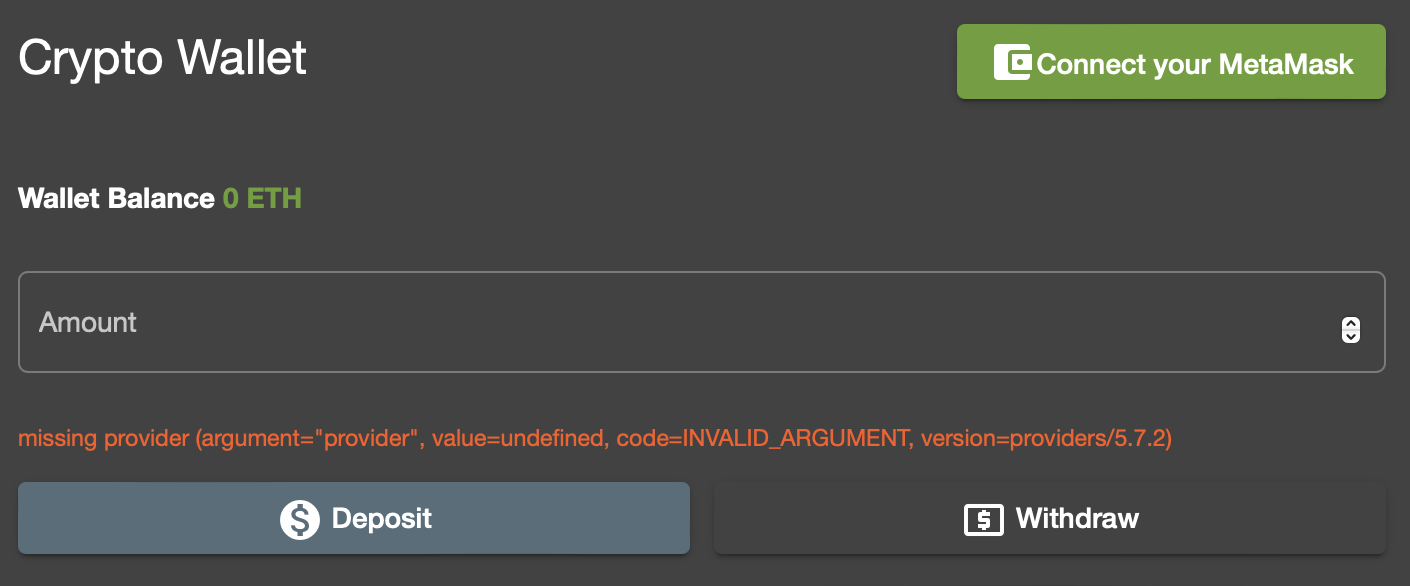 Crypto Wallet
Connect your MetaMask
Wallet Balance 0 ETH
Amount
missing provider (argument="provider", value=undefined, code=INVALID_ARGUMENT, version=providers/5.7.2)
$ Deposit
$ Withdraw